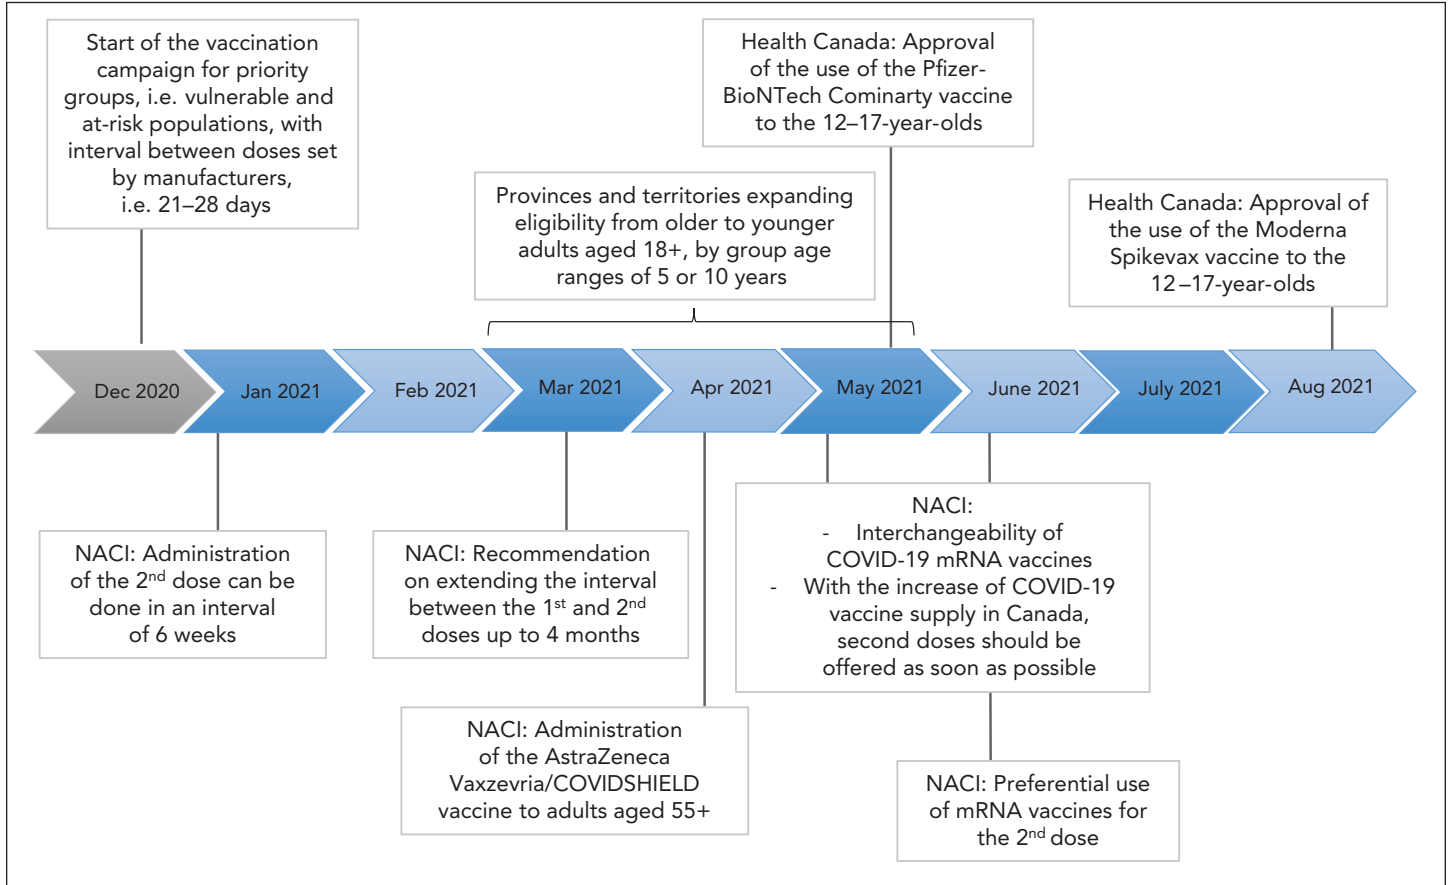 Start of the vaccination
campaign for priority
groups, i.e. vulnerable and
at-risk populations, with
interval between doses set
by manufacturers,
i.e. 21–28 days
Health Canada: Approval
of the use of the Pfizer-
BioNTech Cominarty vaccine
to the 12–17-year-olds
Provinces and territories expanding
eligibility from older to younger
adults aged 18+, by group age
ranges of 5 or 10 years
Health Canada: Approval of
the use of the Moderna
Spikevax vaccine to the
12–17-year-olds
Dec 2020
Jan 2021
Feb 2021
Mar 2021
Apr 2021
May 2021
June 2021
July 2021
Aug 2021
NACI: Administration
of the 2nd dose can be
done in an interval
of 6 weeks
NACI: Recommendation
on extending the interval
between the 1st and 2nd
doses up to 4 months
NACI:
- Interchangeability of
COVID-19 mRNA vaccines
- With the increase of COVID-19
vaccine supply in Canada,
second doses should be
offered as soon as possible
NACI: Administration
of the AstraZeneca
Vaxzevria/COVIDSHIELD
vaccine to adults aged 55+
NACI: Preferential use
of mRNA vaccines for
the 2nd dose